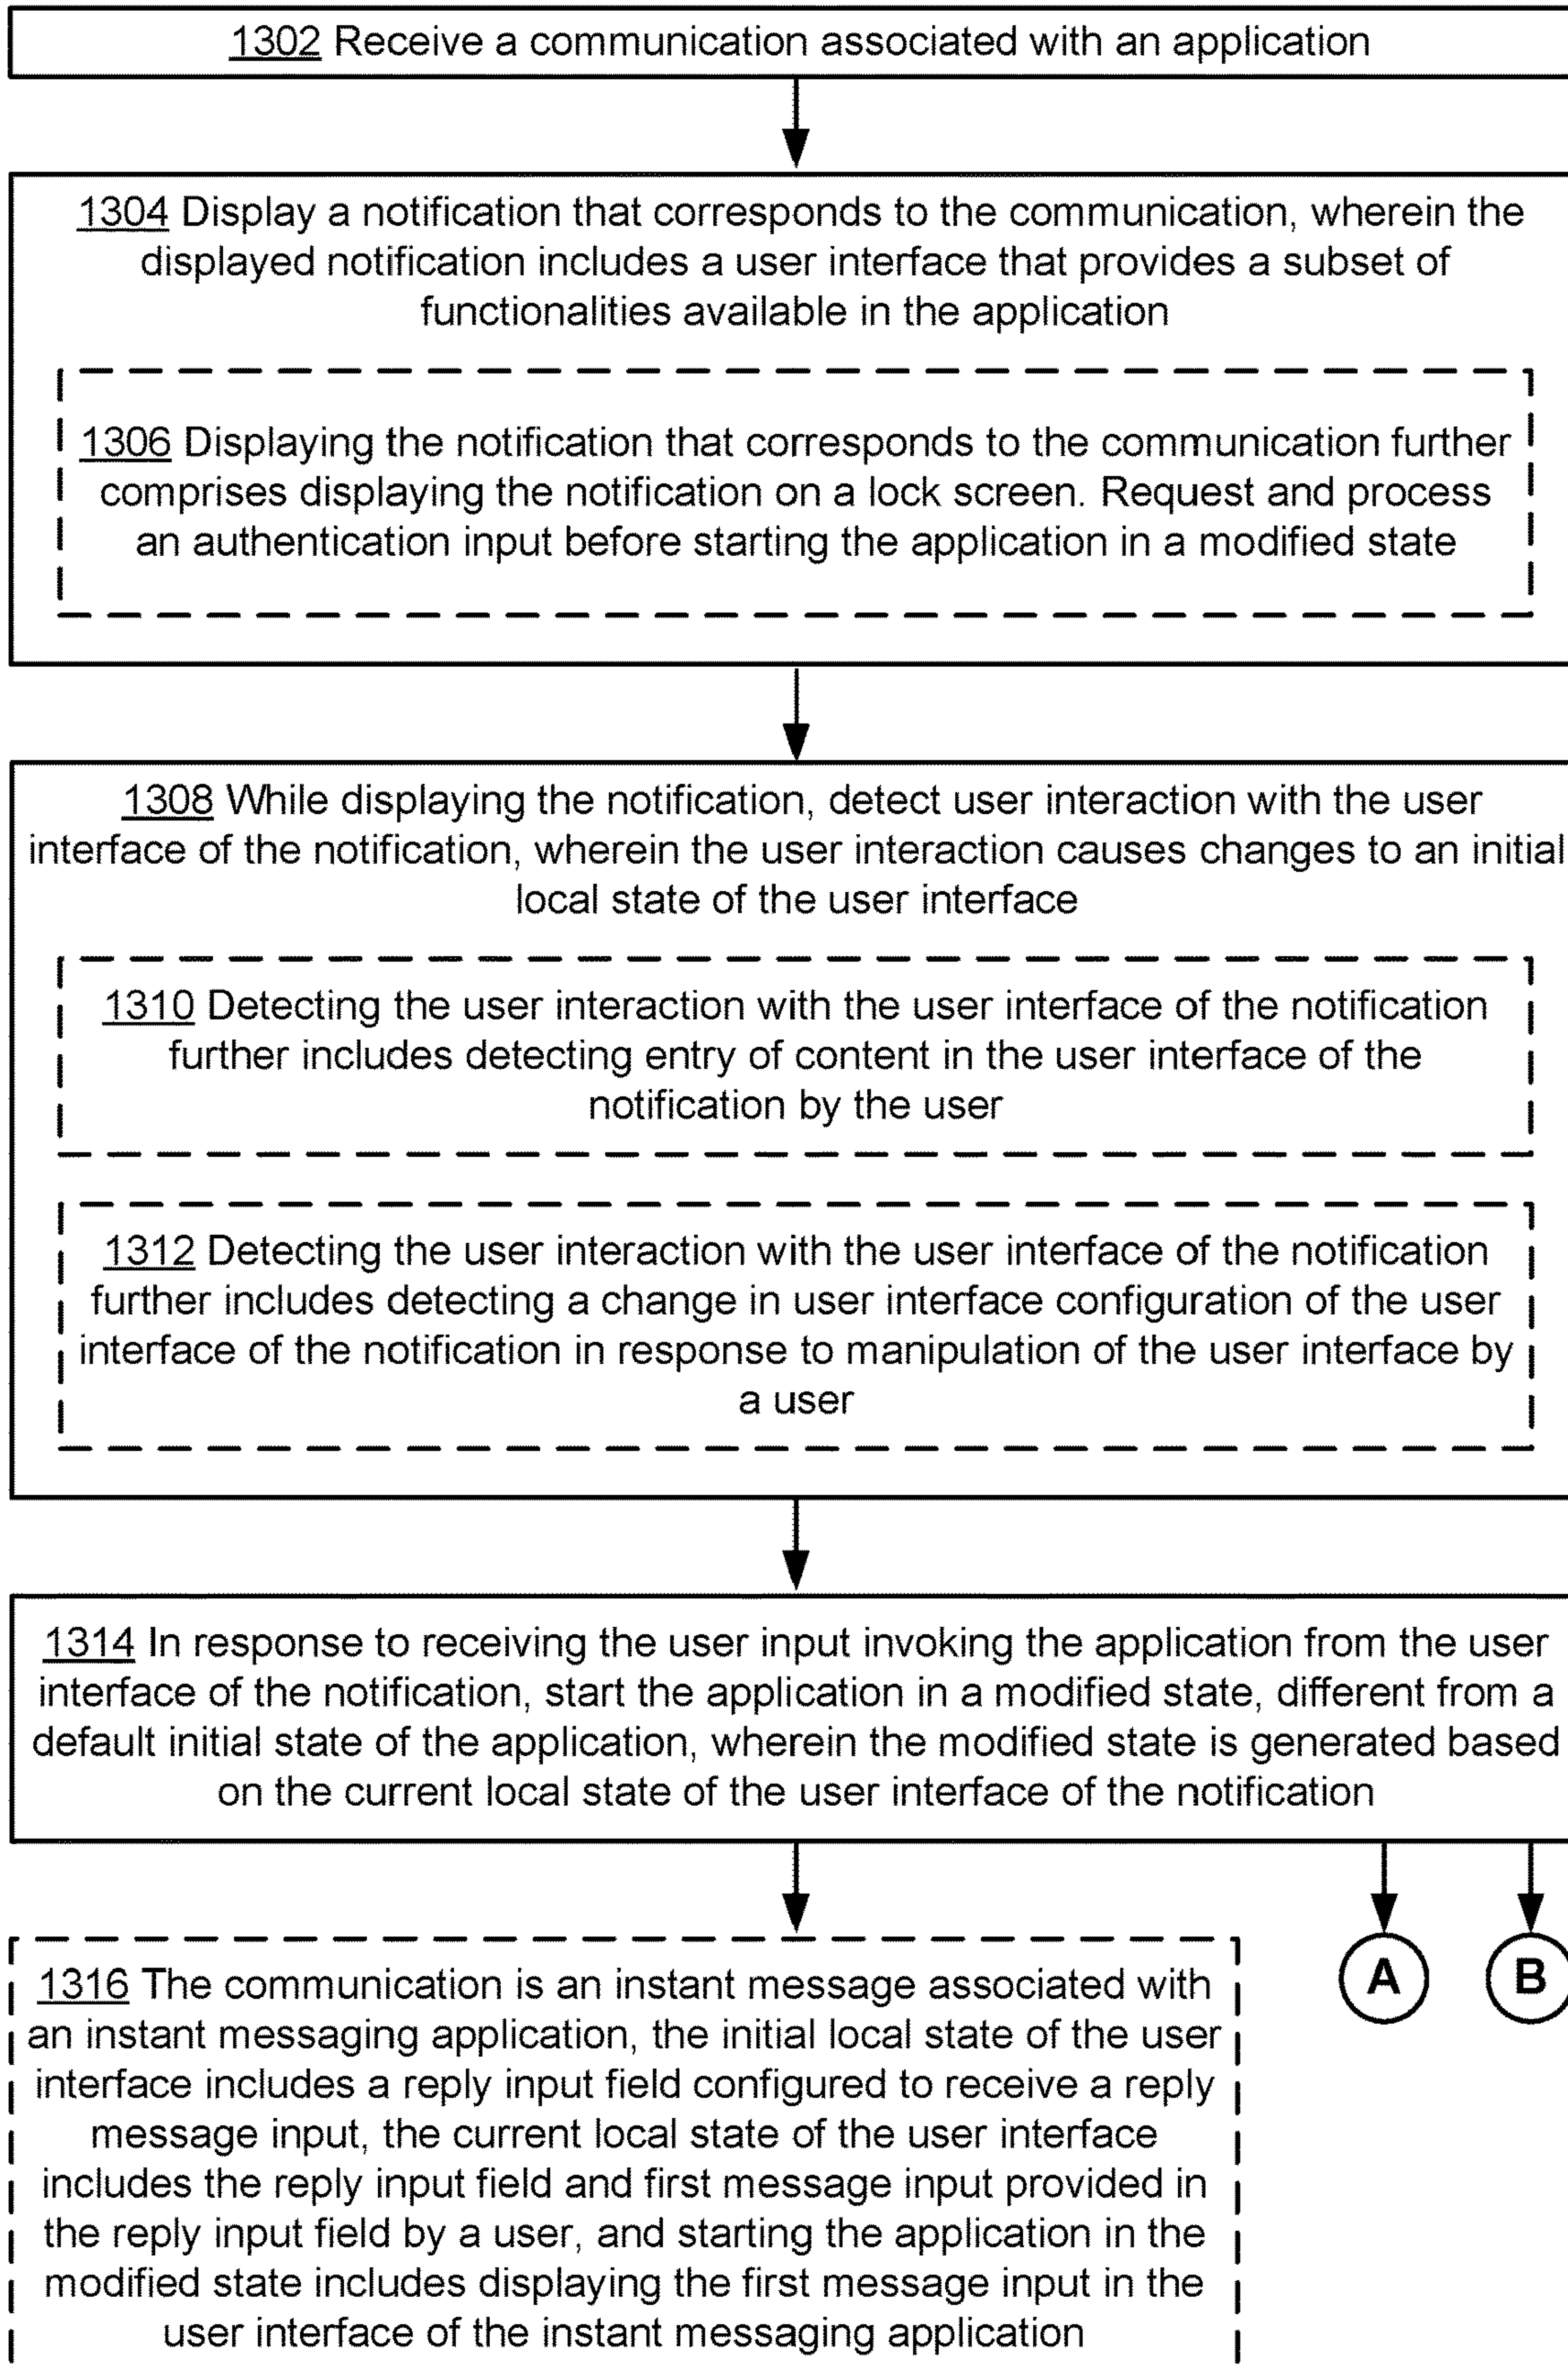 1302 Receive a communication associated with an application
1304 Display a notification that corresponds to the communication, wherein the
displayed notification includes a user interface that provides a subset of
functionalities available in the application
1306 Displaying the notification that corresponds to the communication further
comprises displaying the notification on a lock screen. Request and process
an authentication input before starting the application in a modified state
1308 While displaying the notification, detect user interaction with the user
interface of the notification, wherein the user interaction causes changes to an initial
local state of the user interface
1310 Detecting the user interaction with the user interface of the notification
further includes detecting entry of content in the user interface of the
notification by the user
1312 Detecting the user interaction with the user interface of the notification
further includes detecting a change in user interface configuration of the user
interface of the notification in response to manipulation of the user interface by
a user
1314 In response to receiving the user input invoking the application from the user
interface of the notification, start the application in a modified state, different from a
default initial state of the application, wherein the modified state is generated based
on the current local state of the user interface of the notification
1316 The communication is an instant message associated with
an instant messaging application, the initial local state of the user
interface includes a reply input field configured to receive a reply
message input, the current local state of the user interface
includes the reply input field and first message input provided in
the reply input field by a user, and starting the application in the
modified state includes displaying the first message input in the
user interface of the instant messaging application
A
B